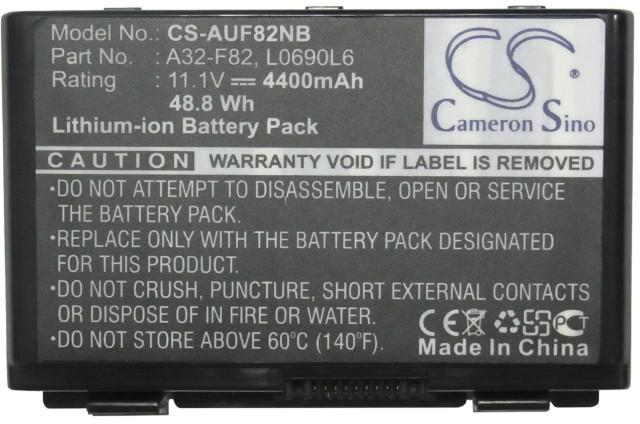 Model No.: CS-AUF82NB
Part No. : A32-F82, L0690L6
Rating : 11.1V ⎓ 4400mAh
48.8 Wh
Lithium-ion Battery Pack
CS ®
Cameron Sino
CAUTION WARRANTY VOID IF LABEL IS REMOVED
•DO NOT ATTEMPT TO DISASSEMBLE, OPEN OR SERVICE
THE BATTERY PACK.
•REPLACE ONLY WITH THE BATTERY PACK DESIGNATED
FOR THIS PRODUCT.
•DO NOT CRUSH, PUNCTURE, SHORT EXTERNAL CONTACTS
OR DISPOSE OF IN FIRE OR WATER.
•DO NOT STORE ABOVE 60°C (140°F).
CE PCT
Made In China